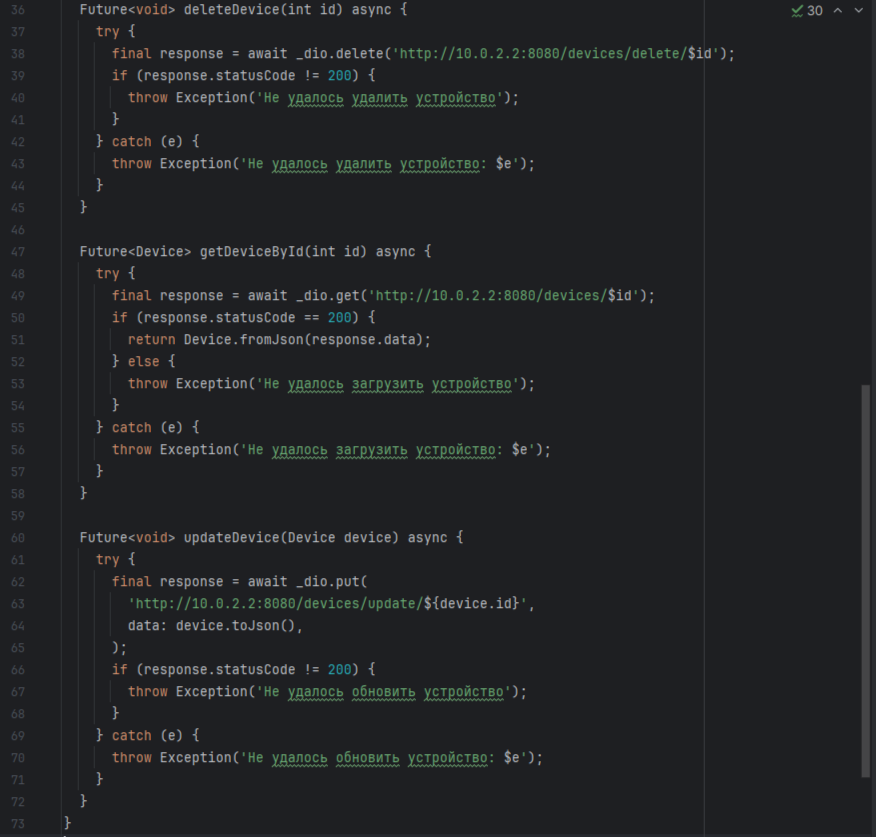 30
36 Future<void> deleteDevice(int id) async {
37 try {
38 final response = await _dio.delete('http://10.0.2.2:8080/devices/delete/$id');
39 if (response.statusCode != 200) {
40 throw Exception('Не удалось удалить устройство');
41 }
42 } catch (e) {
43 throw Exception('Не удалось удалить устройство: $e');
44 }
45 }
46
47 Future<Device> getDeviceById(int id) async {
48 try {
49 final response = await _dio.get('http://10.0.2.2:8080/devices/$id');
50 if (response.statusCode == 200) {
51 return Device.fromJson(response.data);
52 } else {
53 throw Exception('Не удалось загрузить устройство');
54 }
55 } catch (e) {
56 throw Exception('Не удалось загрузить устройство: $e');
57 }
58 }
59
60 Future<void> updateDevice(Device device) async {
61 try {
62 final response = await _dio.put(
63 'http://10.0.2.2:8080/devices/update/${device.id}',
64 data: device.toJson(),
65 );
66 if (response.statusCode != 200) {
67 throw Exception('Не удалось обновить устройство');
68 }
69 } catch (e) {
70 throw Exception('Не удалось обновить устройство: $e');
71 }
72 }
73 }